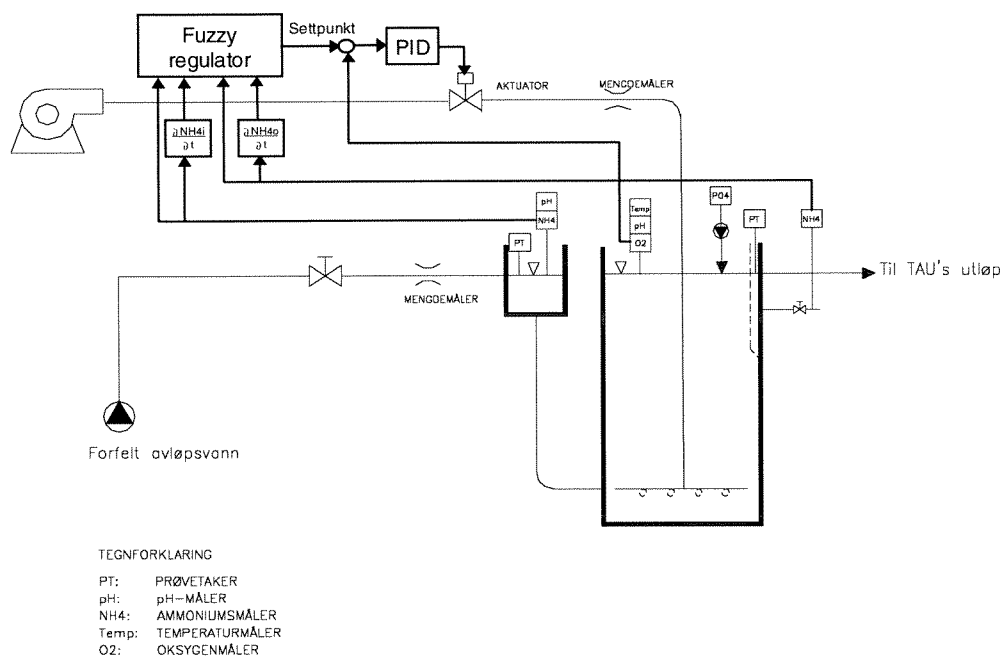 Fuzzy
regulator
Settpunkt
PID
AKTUATOR
MENGDEMÅLER
∂NH4i
∂t
∂NH4o
∂t
pH
NH4
PT
Temp
pH
O2
PO4
PT
NH4
MENGDEMÅLER
Til TAU's utløp
Forfelt avløpsvann
TEGNFORKLARING
PT: PRØVETAKER
pH: pH-MÅLER
NH4: AMMONIUMSMÅLER
Temp: TEMPERATURMÅLER
O2: OKSYGENMÅLER